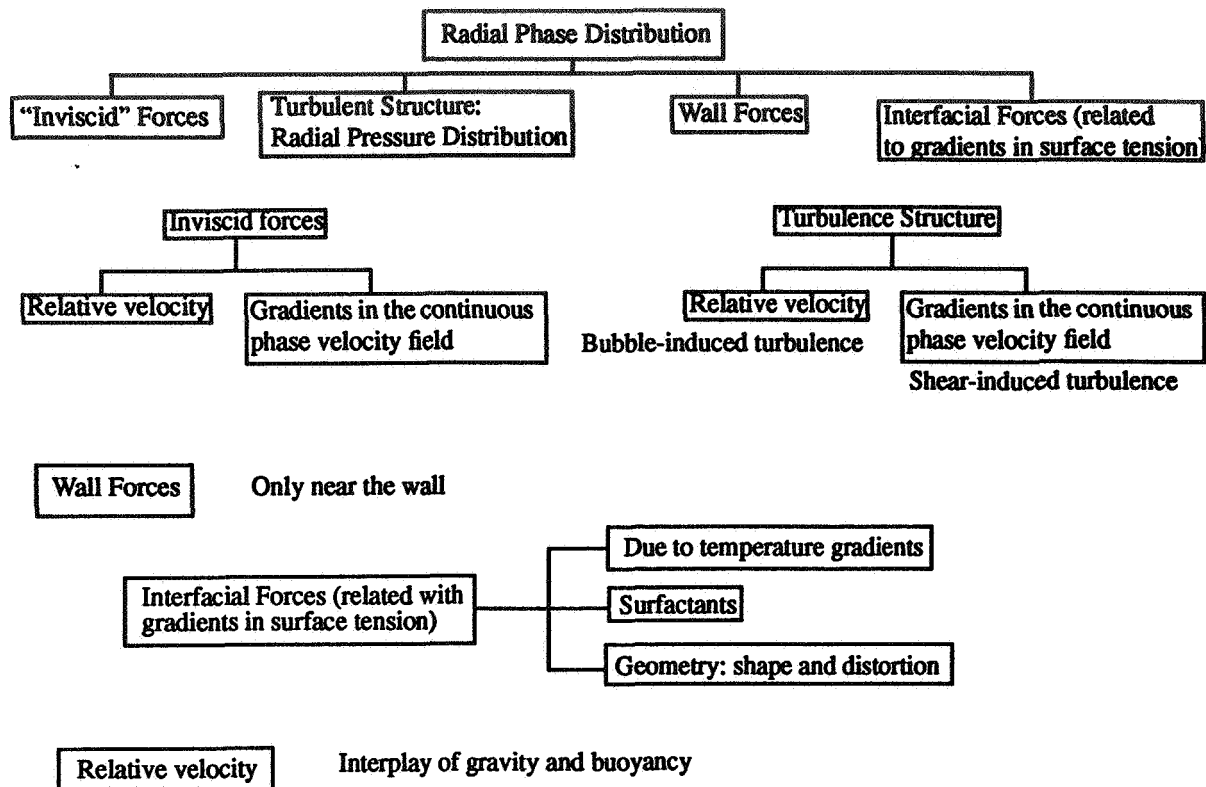 Radial Phase Distribution
"Inviscid" Forces
Turbulent Structure:
Radial Pressure Distribution
Wall Forces
Interfacial Forces (related
to gradients in surface tension)
Inviscid forces
Relative velocity
Gradients in the continuous
phase velocity field
Turbulence Structure
Relative velocity
Bubble-induced turbulence
Gradients in the continuous
phase velocity field
Shear-induced turbulence
Wall Forces
Only near the wall
Interfacial Forces (related with
gradients in surface tension)
Due to temperature gradients
Surfactants
Geometry: shape and distortion
Relative velocity
Interplay of gravity and buoyancy